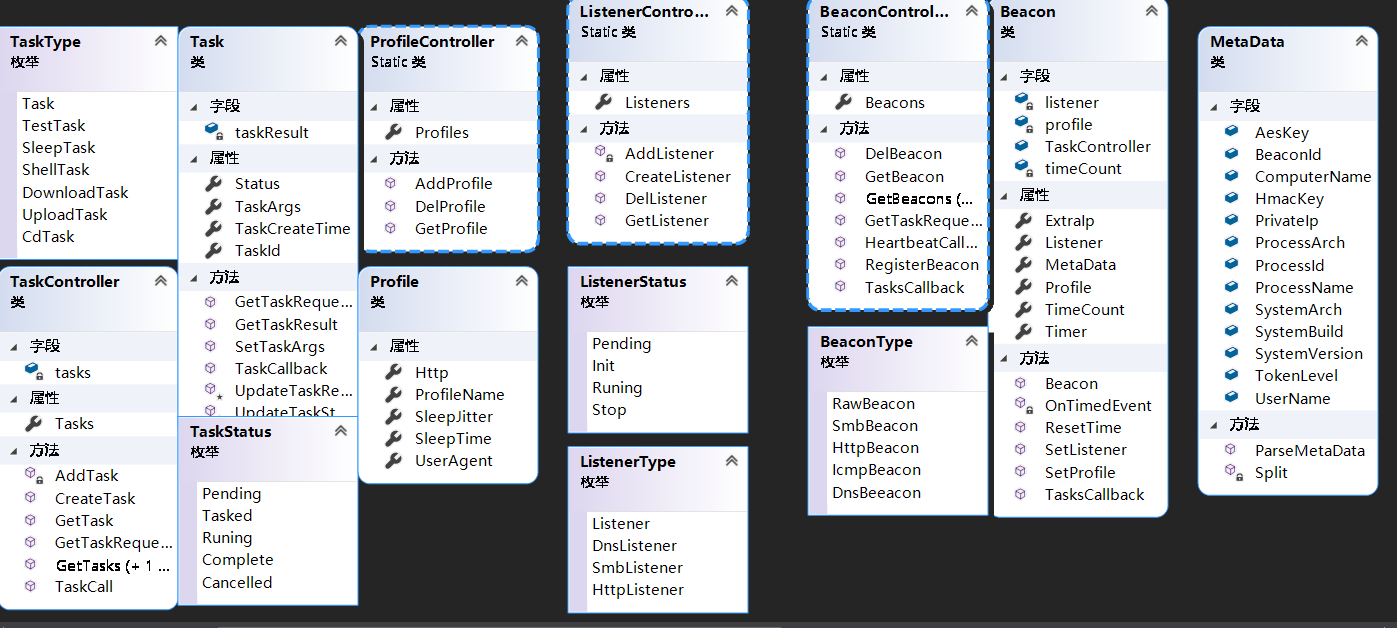 TaskType
枚举
Task
TestTask
SleepTask
ShellTask
DownloadTask
UploadTask
CdTask
TaskController
类
字段
tasks
属性
Tasks
方法
AddTask
CreateTask
GetTask
GetTaskReque...
GetTasks (+ 1 ...
TaskCall
Task
类
字段
taskResult
属性
Status
TaskArgs
TaskCreateTime
TaskId
方法
GetTaskReque...
GetTaskResult
SetTaskArgs
TaskCallback
UpdateTaskRe...
UpdateTaskSt
TaskStatus
枚举
Pending
Tasked
Runing
Complete
Cancelled
ProfileController
Static 类
属性
Profiles
方法
AddProfile
DelProfile
GetProfile
Profile
类
属性
Http
ProfileName
SleepJitter
SleepTime
UserAgent
ListenerContro...
Static 类
属性
Listeners
方法
AddListener
CreateListener
DelListener
GetListener
ListenerStatus
枚举
Pending
Init
Runing
Stop
ListenerType
枚举
Listener
DnsListener
SmbListener
HttpListener
BeaconControl...
Static 类
属性
Beacons
方法
DelBeacon
GetBeacon
GetBeacons (...
GetTaskReque...
HeartbeatCall...
RegisterBeacon
TasksCallback
BeaconType
枚举
RawBeacon
SmbBeacon
HttpBeacon
IcmpBeacon
DnsBeeacon
Beacon
类
字段
listener
profile
TaskController
timeCount
属性
ExtraIp
Listener
MetaData
Profile
TimeCount
Timer
方法
Beacon
OnTimedEvent
ResetTime
SetListener
SetProfile
TasksCallback
MetaData
类
字段
AesKey
BeaconId
ComputerName
HmacKey
PrivateIp
ProcessArch
ProcessId
ProcessName
SystemArch
SystemBuild
SystemVersion
TokenLevel
UserName
方法
ParseMetaData
Split